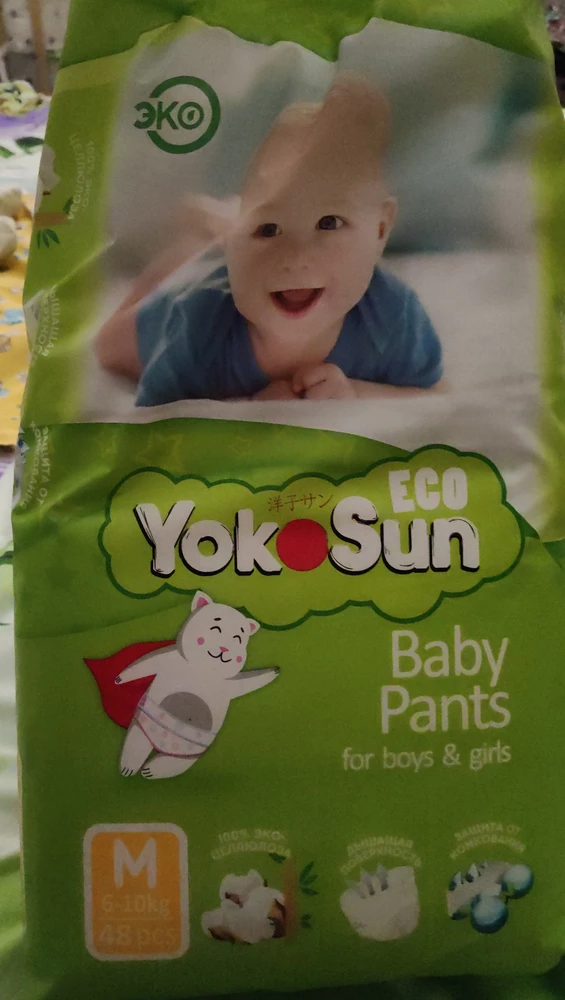 ЭКО
ECO
洋子サン
YokoSun
Baby
Pants
for boys & girls
M
6-10kg
48 pcs
100% ЭКО-
ЦЕЛЛЮЛОЗА
ДЫШАЩАЯ
ПОВЕРХНОСТЬ
ЗАЩИТА ОТ
КОМКОВАНИЯ